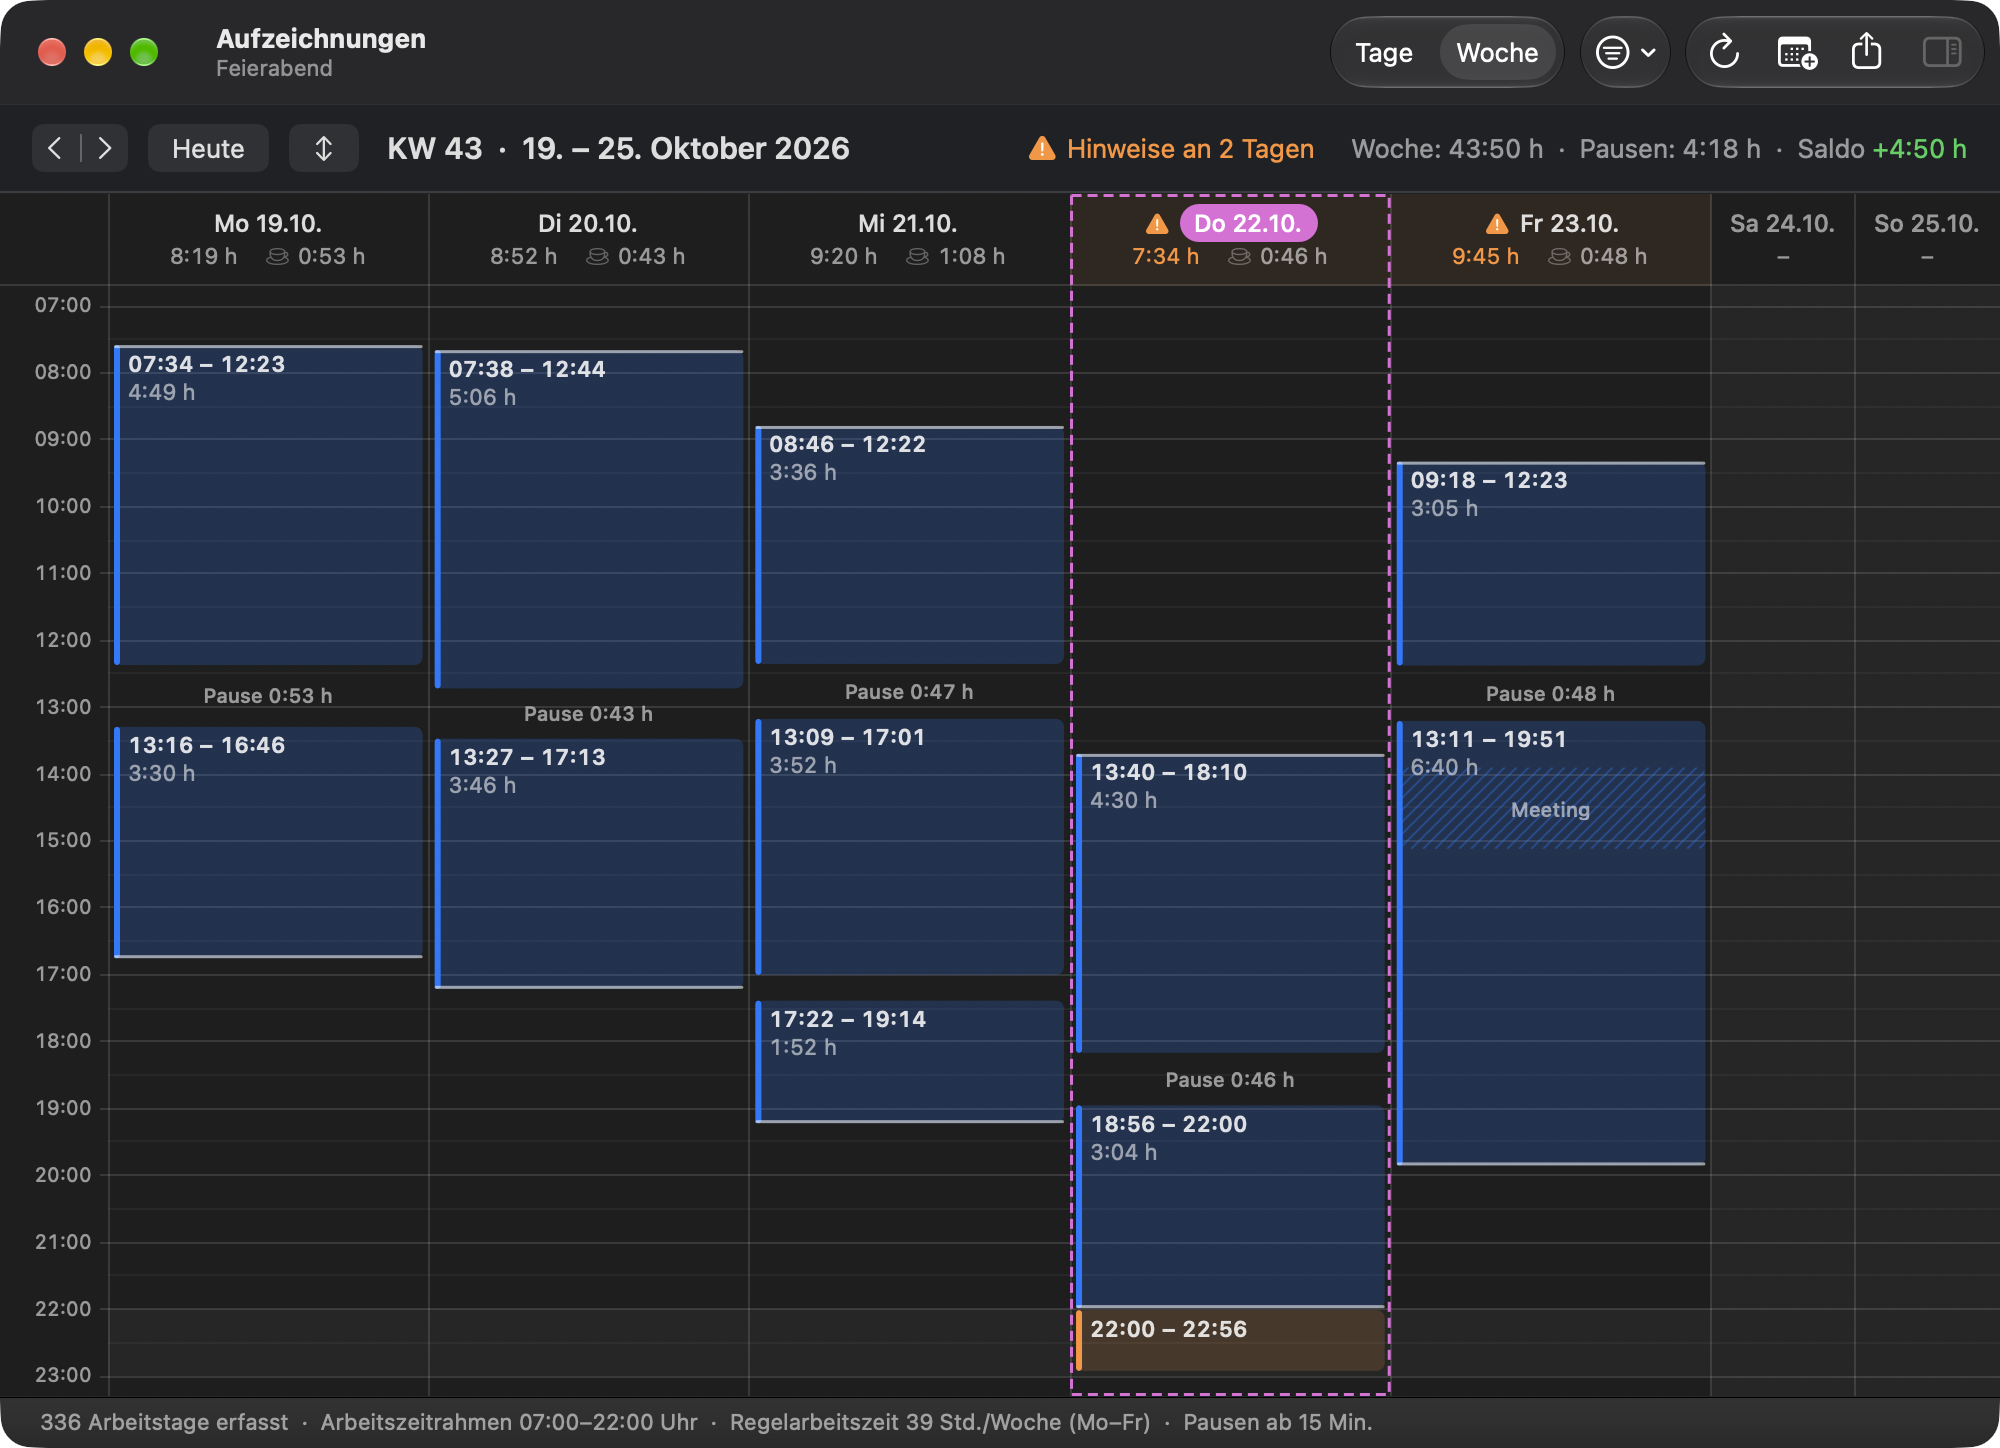 Aufzeichnungen
Feierabend
Tage Woche
Heute
KW 43 · 19. – 25. Oktober 2026
Hinweise an 2 Tagen
Woche: 43:50 h · Pausen: 4:18 h · Saldo +4:50 h
Mo 19.10.
8:19 h 0:53 h
Di 20.10.
8:52 h 0:43 h
Mi 21.10.
9:20 h 1:08 h
Do 22.10.
7:34 h 0:46 h
Fr 23.10.
9:45 h 0:48 h
Sa 24.10.
–
So 25.10.
–
07:00
08:00
09:00
10:00
11:00
12:00
13:00
14:00
15:00
16:00
17:00
18:00
19:00
20:00
21:00
22:00
23:00
07:34 – 12:23
4:49 h
Pause 0:53 h
13:16 – 16:46
3:30 h
07:38 – 12:44
5:06 h
Pause 0:43 h
13:27 – 17:13
3:46 h
08:46 – 12:22
3:36 h
Pause 0:47 h
13:09 – 17:01
3:52 h
17:22 – 19:14
1:52 h
13:40 – 18:10
4:30 h
Pause 0:46 h
18:56 – 22:00
3:04 h
22:00 – 22:56
09:18 – 12:23
3:05 h
Pause 0:48 h
13:11 – 19:51
6:40 h
Meeting
336 Arbeitstage erfasst · Arbeitszeitrahmen 07:00–22:00 Uhr · Regelarbeitszeit 39 Std./Woche (Mo–Fr) · Pausen ab 15 Min.